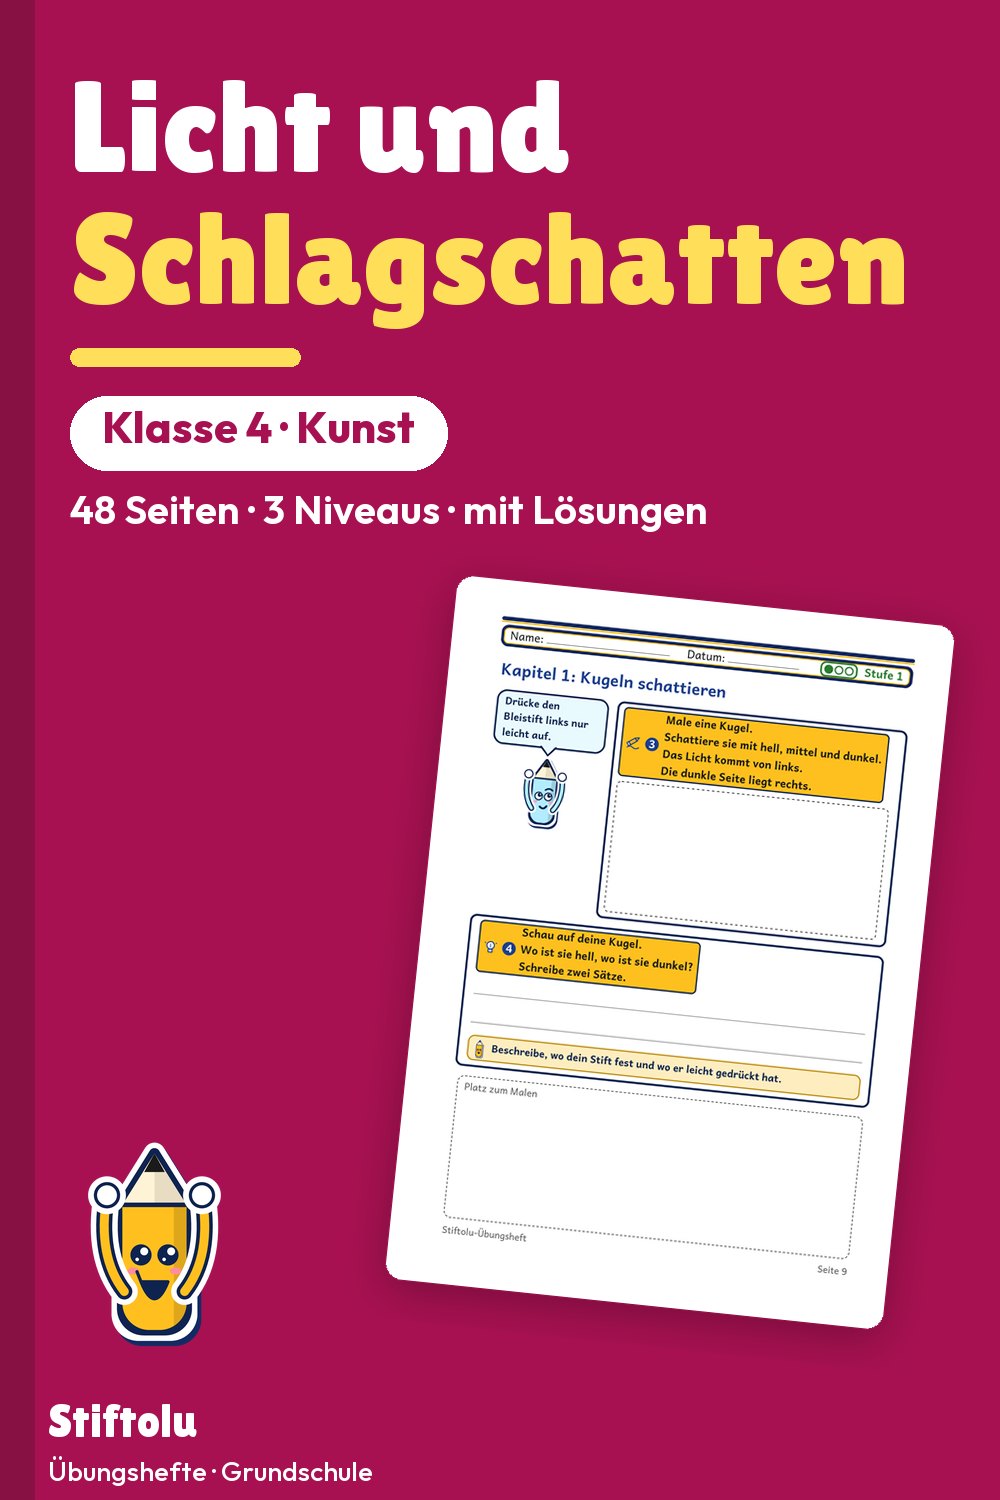 Licht und
Schlagschatten
Klasse 4 · Kunst
48 Seiten · 3 Niveaus · mit Lösungen
Name: Datum: Stufe 1
Kapitel 1: Kugeln schattieren
Drücke den
Bleistift links nur
leicht auf.
3
Male eine Kugel.
Schattiere sie mit hell, mittel und dunkel.
Das Licht kommt von links.
Die dunkle Seite liegt rechts.
4
Schau auf deine Kugel.
Wo ist sie hell, wo ist sie dunkel?
Schreibe zwei Sätze.
Beschreibe, wo dein Stift fest und wo er leicht gedrückt hat.
Platz zum Malen
Stiftolu-Übungsheft
Seite 9
Stiftolu
Übungshefte · Grundschule